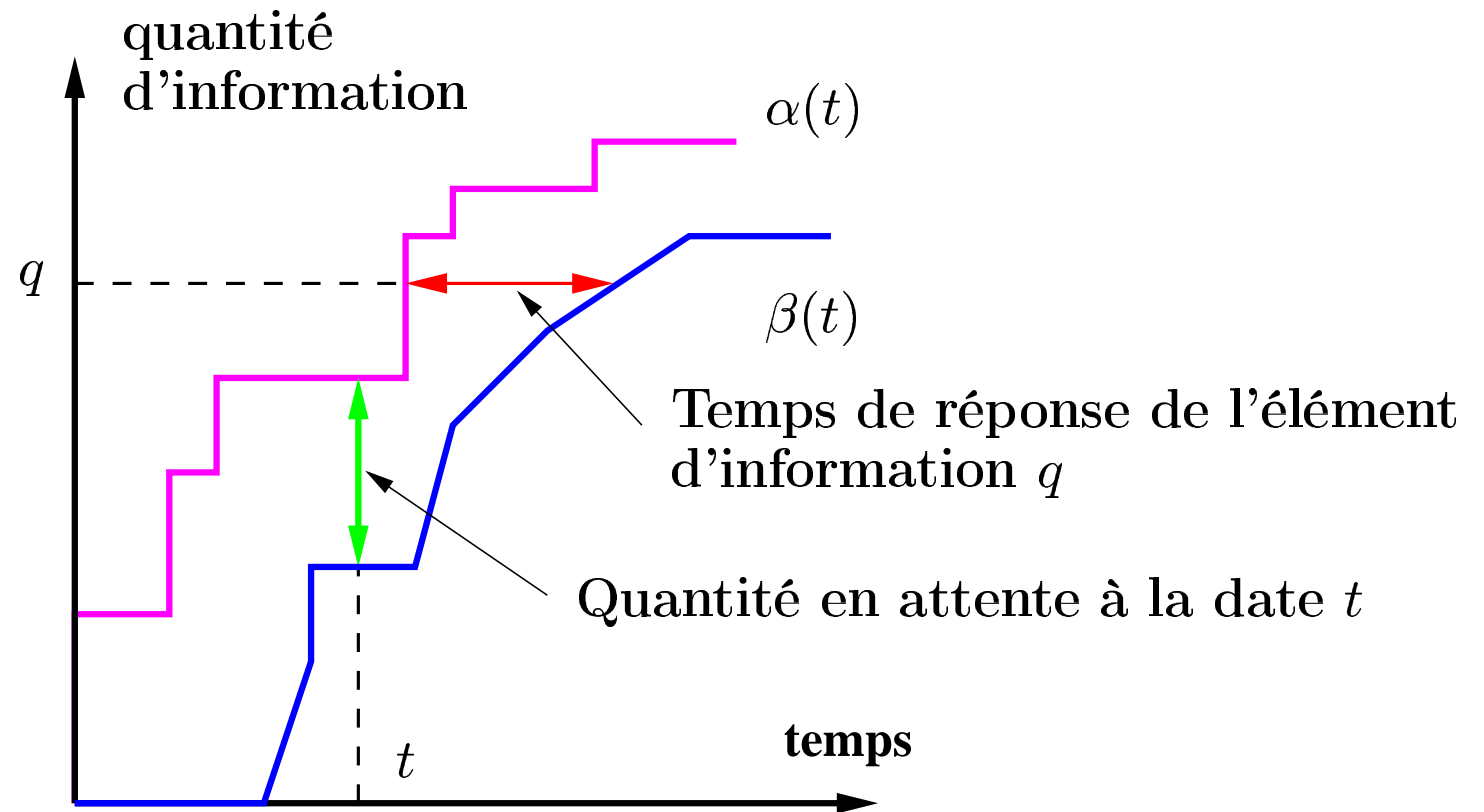 quantité
d'information
α(t)
q
β(t)
Temps de réponse de l'élément
d'information q
Quantité en attente à la date t
temps
t